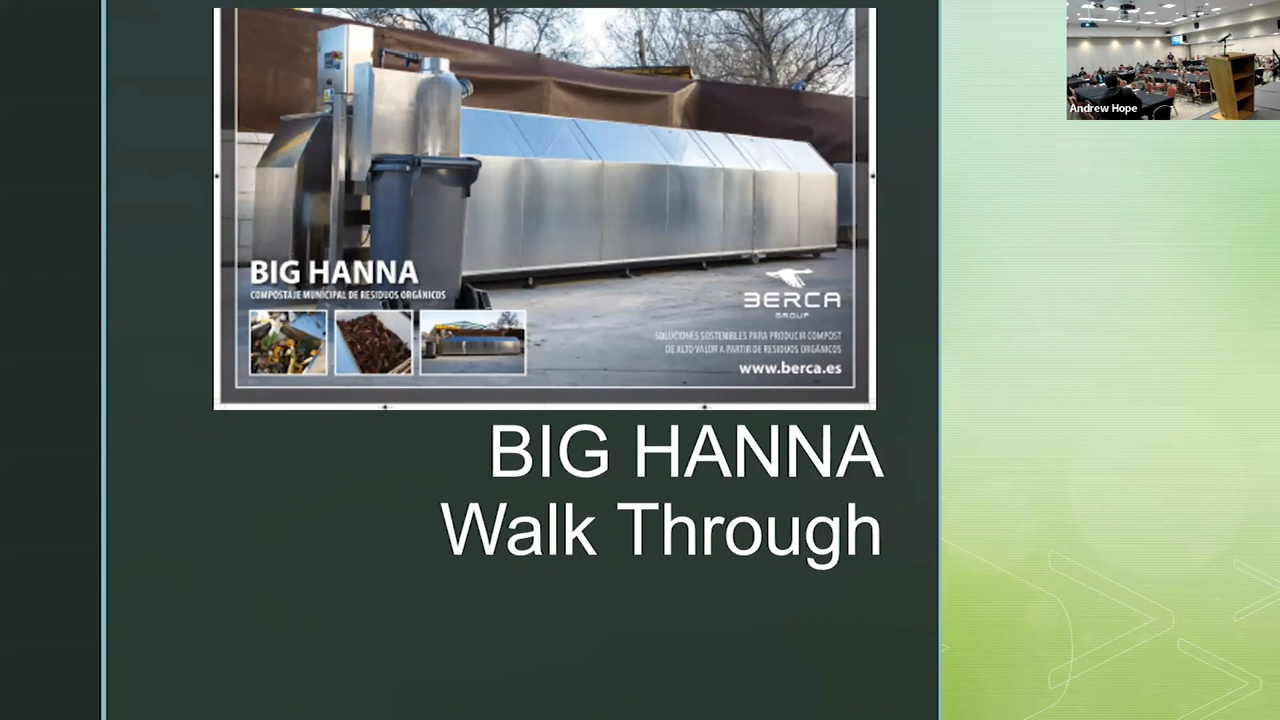 Andrew Hope
BIG HANNA
COMPOSTAJE MUNICIPAL DE RESIDUOS ORGÁNICOS
BERCA
GROUP
SOLUCIONES SOSTENIBLES PARA PRODUCIR COMPOST
DE ALTO VALOR A PARTIR DE RESIDUOS ORGÁNICOS
www.berca.es
BIG HANNA
Walk Through